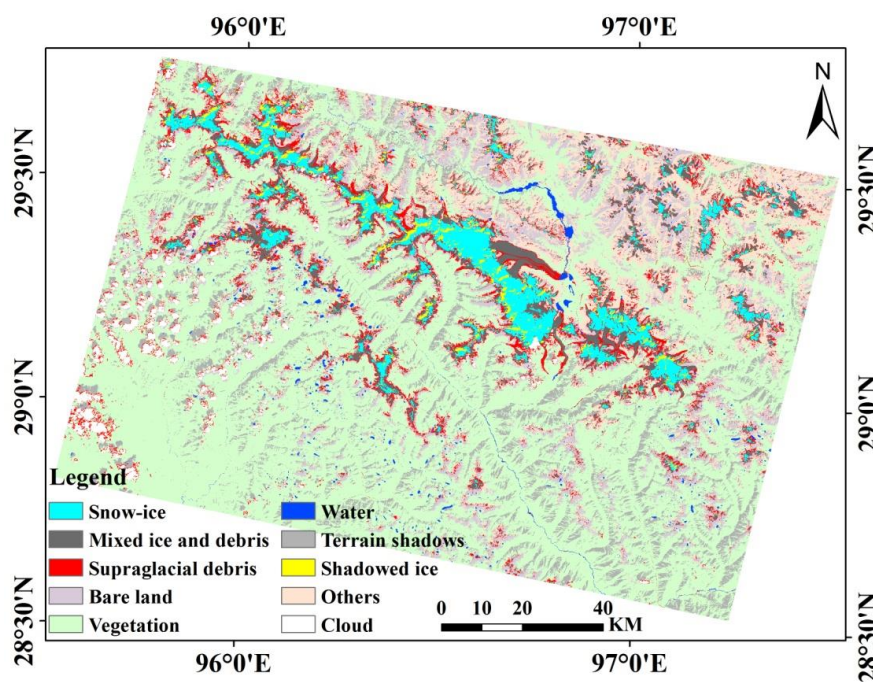 96°0'E 97°0'E
N
29°30'N 29°30'N
29°0'N 29°0'N
28°30'N 28°30'N
Legend
Snow-ice Water
Mixed ice and debris Terrain shadows
Supraglacial debris Shadowed ice
Bare land Others
Vegetation Cloud
0 10 20 40
KM
96°0'E 97°0'E